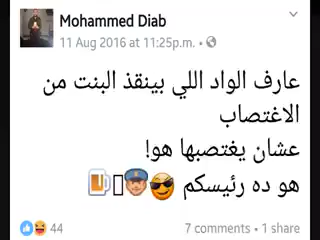 Mohammed Diab
11 Aug 2016 at 11:25p.m. •
عارف الواد اللي بينقذ البنت من
الاغتصاب
عشان يغتصبها هو!
هو ده رئيسكم
44
7 comments • 1 share